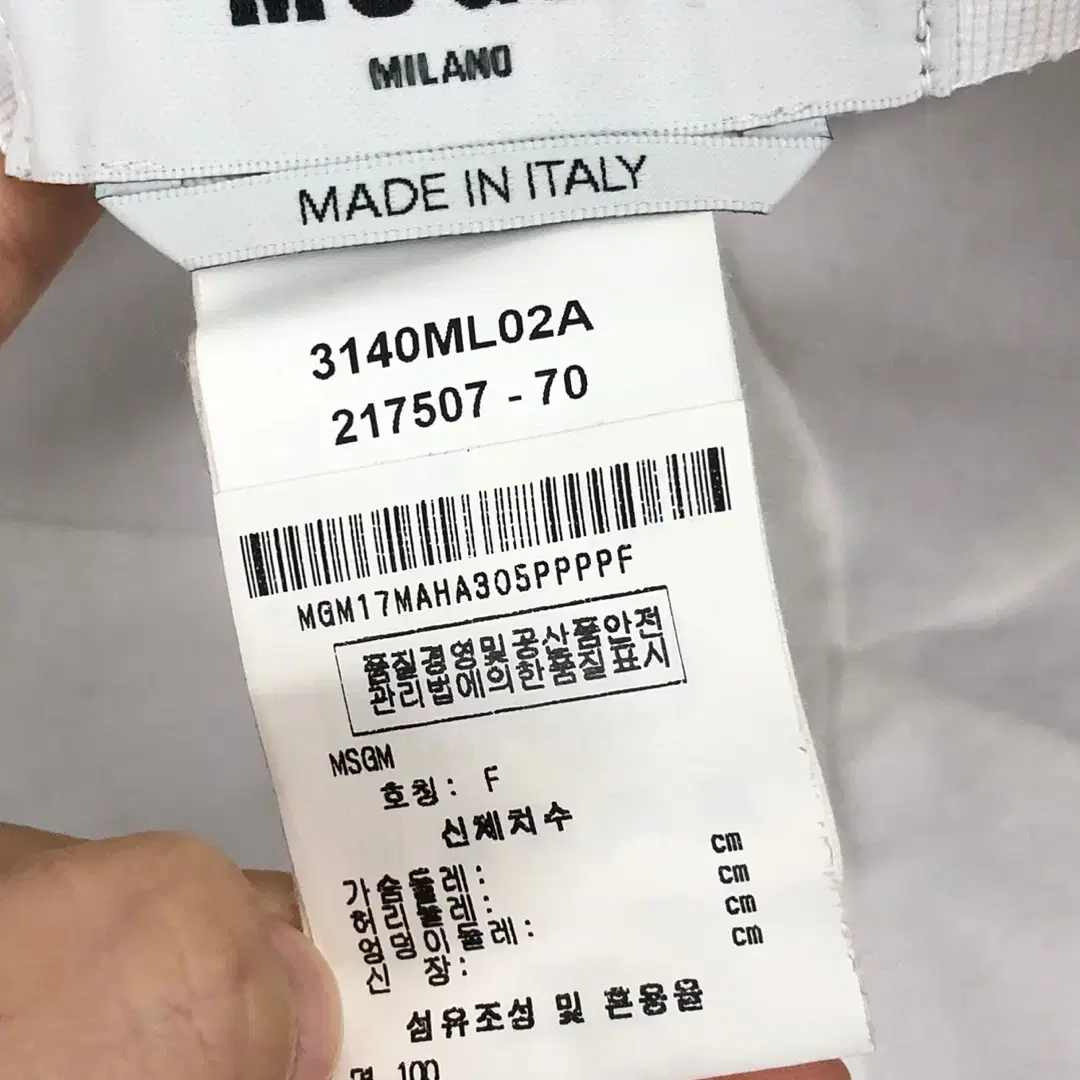 MILANO
MADE IN ITALY
3140ML02A
217507 - 70
MGM17MAHA305PPPPF
품질경영및공산품안전
관리법에의한품질표시
MSGM
호칭: F
신체치수
가슴둘레: cm
허리둘레: cm
엉덩이둘레: cm
신 장: cm
섬유조성 및 혼용율
면 100